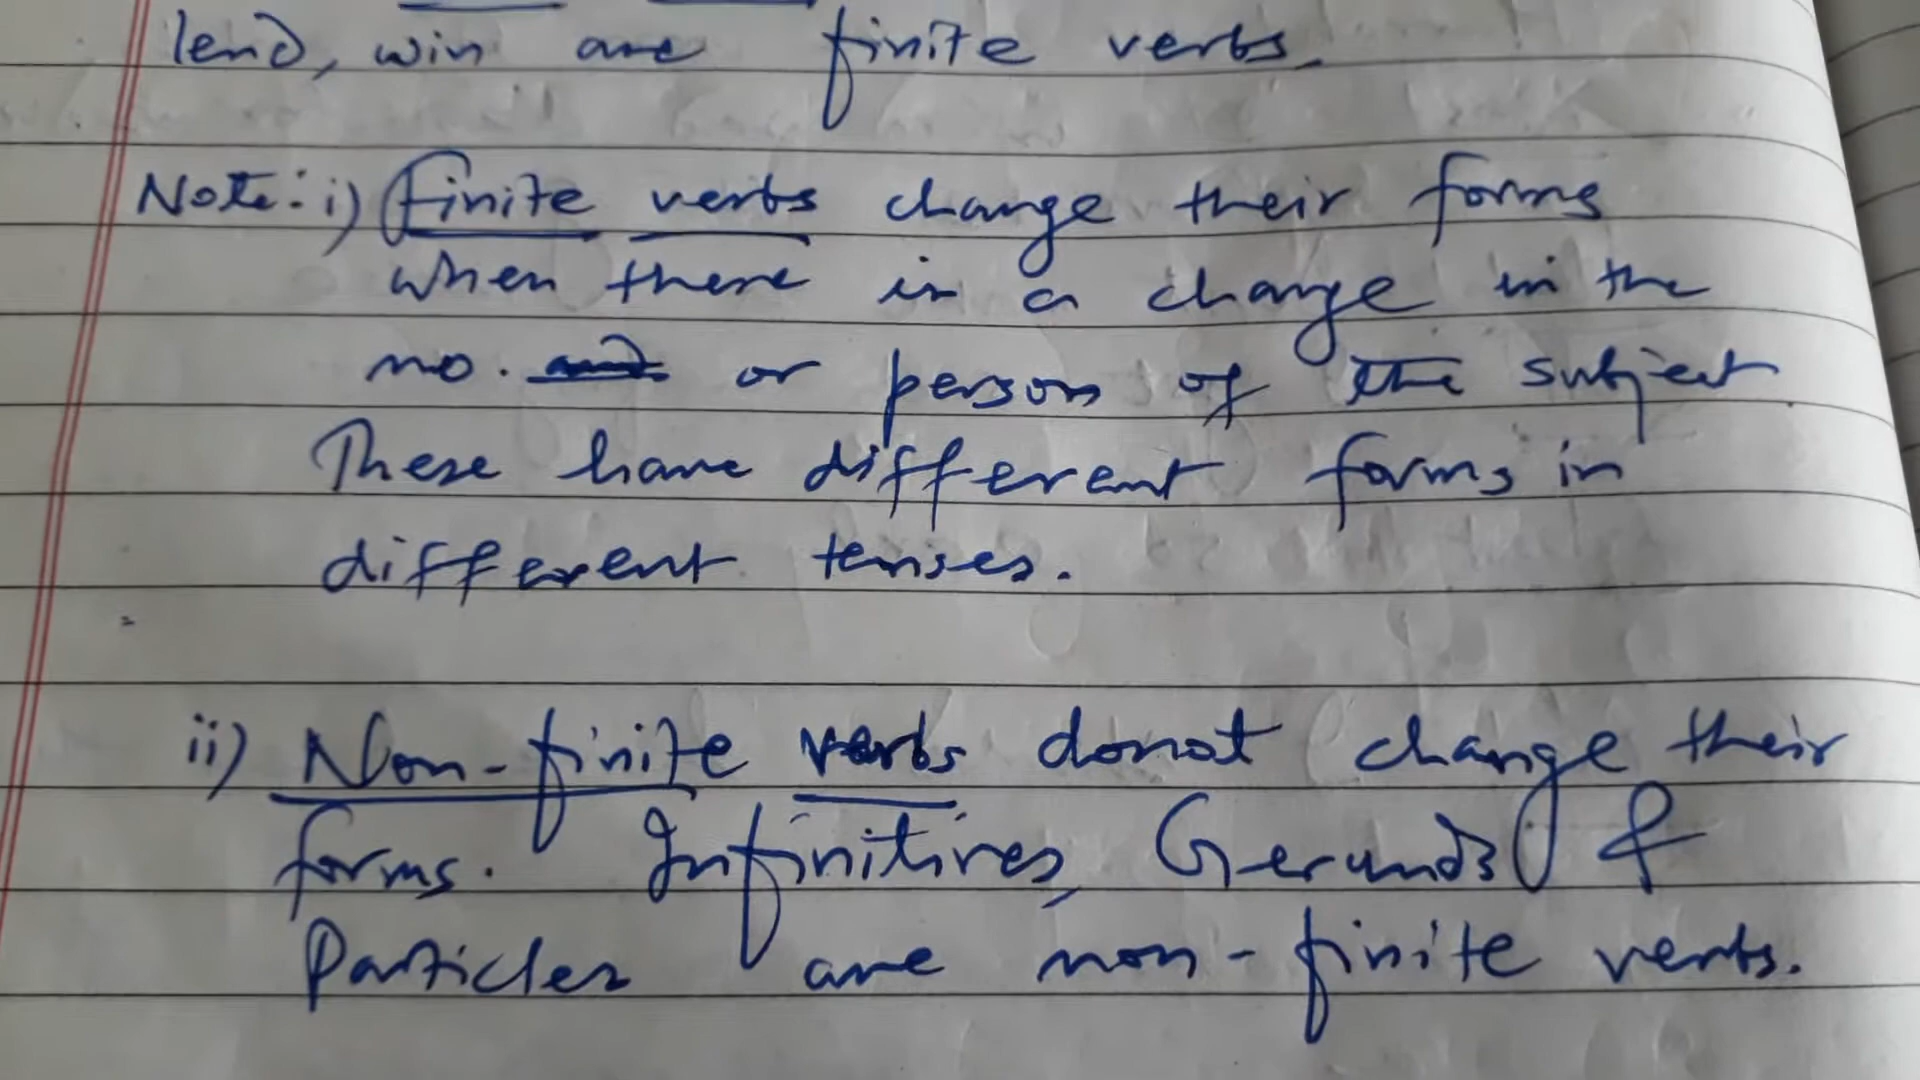 lend, win are finite verbs.
Note: i) finite verbs change their forms
when there is a change in the
no. and or person of the subject
These have different forms in
different tenses.
ii) Non-finite verbs donot change their
forms. Infinitives, Gerunds &
Particles are non-finite verbs.